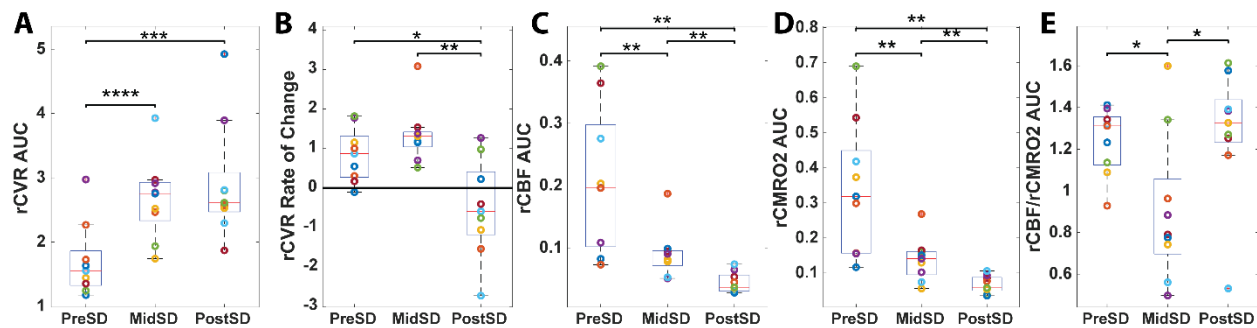 A
rCVR AUC
5
4
3
2
1
***
****
PreSD MidSD PostSD
B
rCVR Rate of Change
4
3
2
1
0
-1
-2
-3
*
**
PreSD MidSD PostSD
C
rCBF AUC
0.4
0.3
0.2
0.1
**
**
**
PreSD MidSD PostSD
D
rCMRO2 AUC
0.8
0.7
0.6
0.5
0.4
0.3
0.2
0.1
**
**
**
PreSD MidSD PostSD
E
rCBF/rCMRO2 AUC
1.6
1.4
1.2
1
0.8
0.6
*
*
PreSD MidSD PostSD